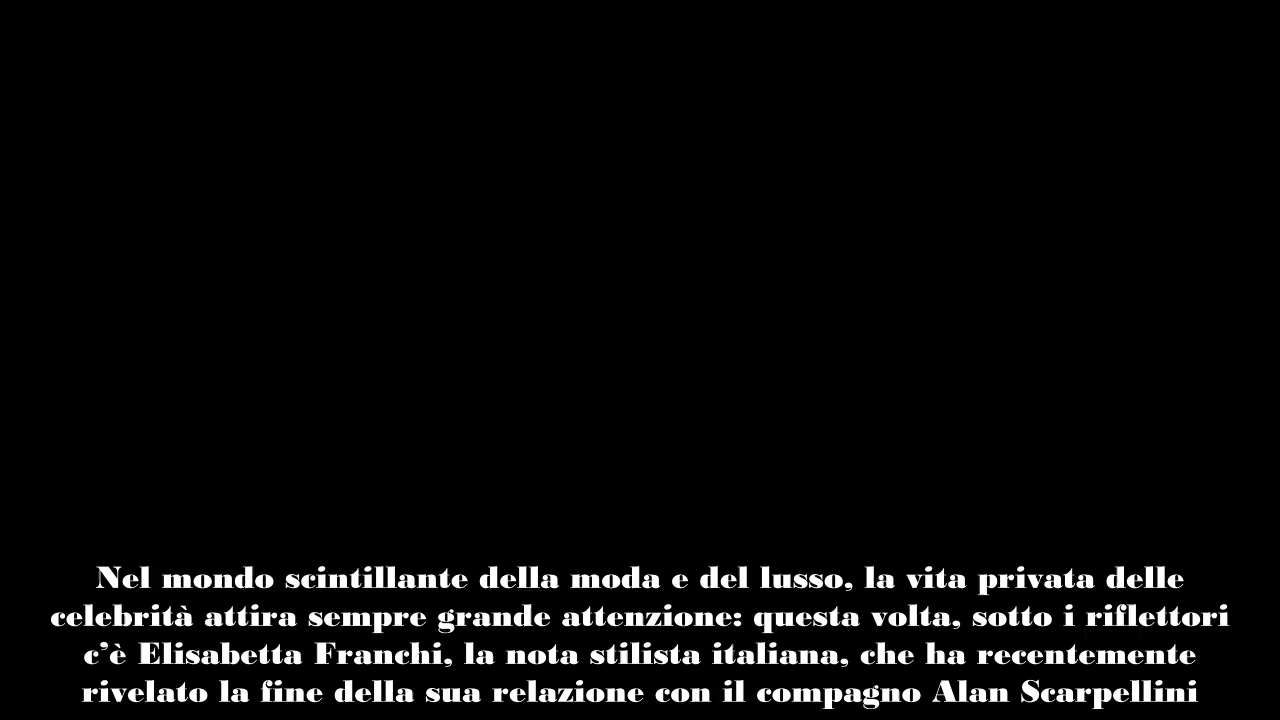 Nel mondo scintillante della moda e del lusso, la vita privata delle
celebrità attira sempre grande attenzione: questa volta, sotto i riflettori
c’è Elisabetta Franchi, la nota stilista italiana, che ha recentemente
rivelato la fine della sua relazione con il compagno Alan Scarpellini